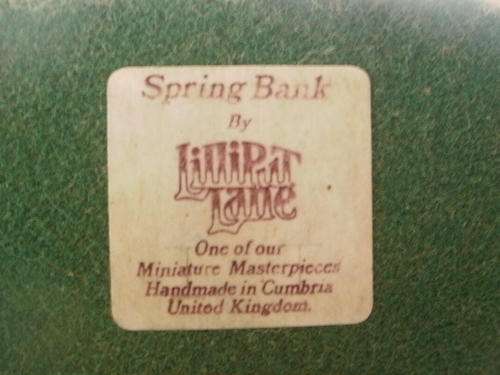 Spring Bank
By
Lilliput
Lane
One of our
Miniature Masterpieces
Handmade in Cumbria
United Kingdom.